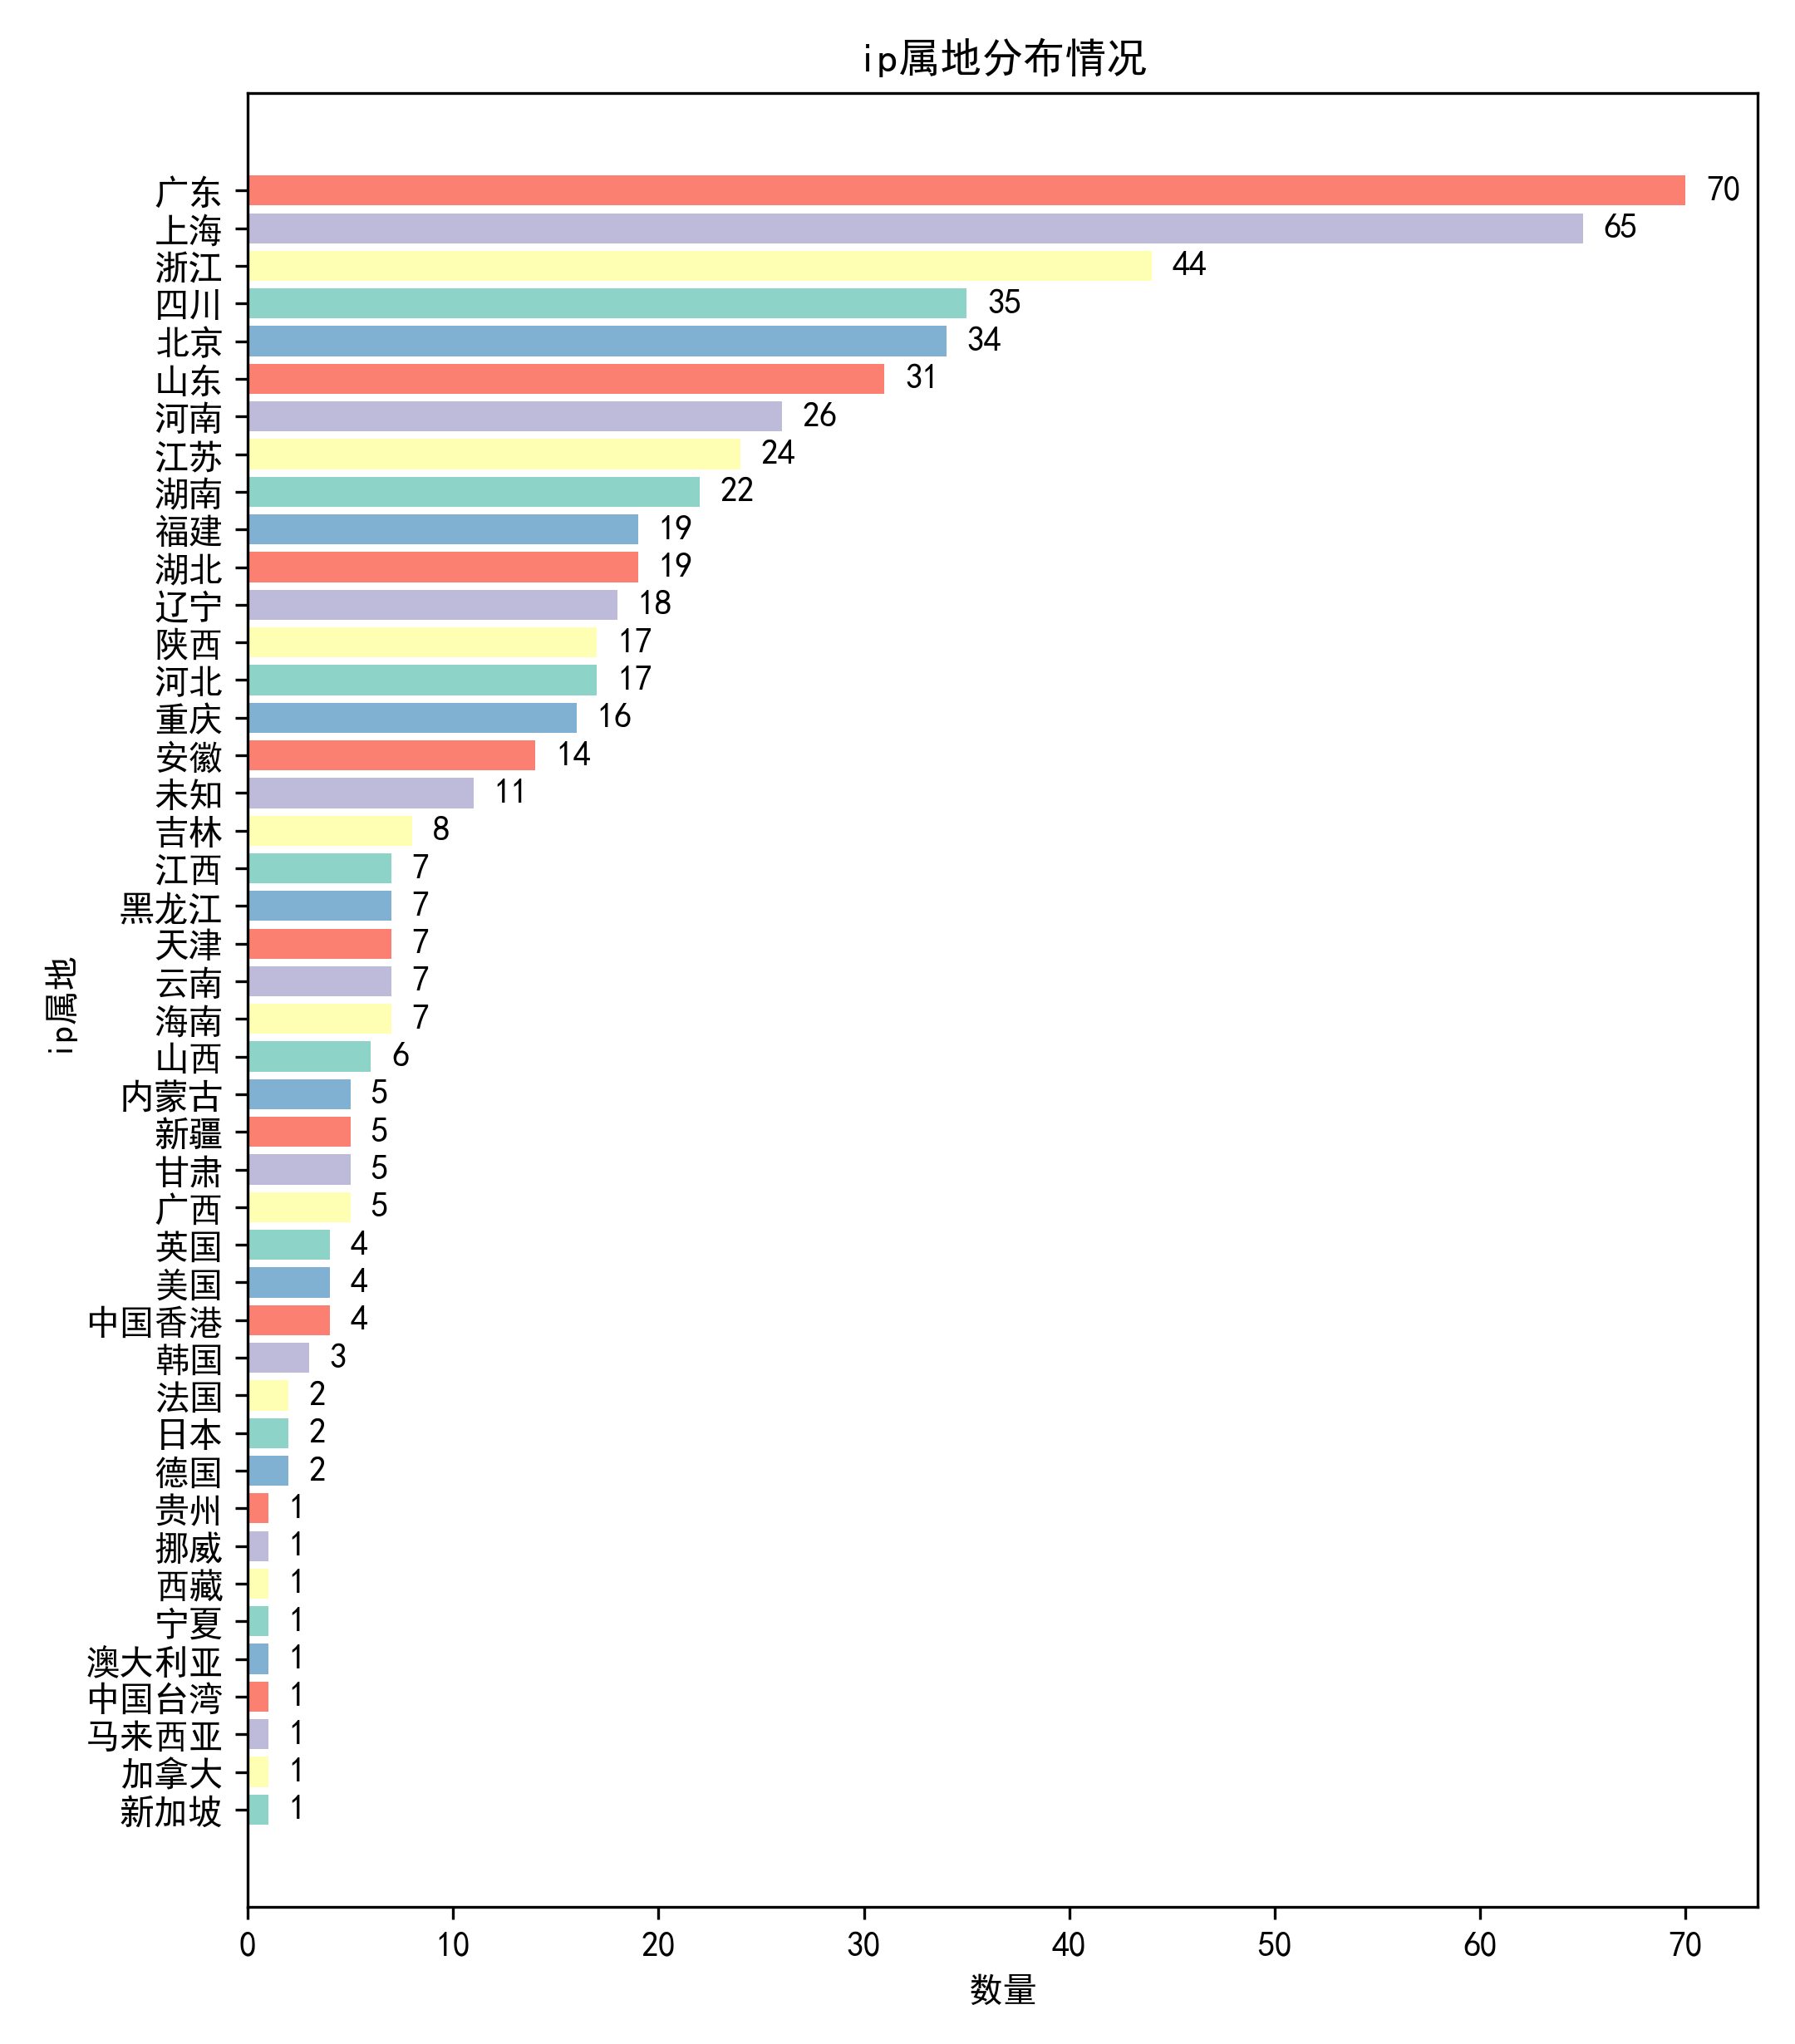 ip属地分布情况
广东 70
上海 65
浙江 44
四川 35
北京 34
山东 31
河南 26
江苏 24
湖南 22
福建 19
湖北 19
辽宁 18
陕西 17
河北 17
重庆 16
安徽 14
未知 11
吉林 8
江西 7
黑龙江 7
天津 7
云南 7
海南 7
山西 6
内蒙古 5
新疆 5
甘肃 5
广西 5
英国 4
美国 4
中国香港 4
韩国 3
法国 2
日本 2
德国 2
贵州 1
挪威 1
西藏 1
宁夏 1
澳大利亚 1
中国台湾 1
马来西亚 1
加拿大 1
新加坡 1
ip属地
0 10 20 30 40 50 60 70
数量